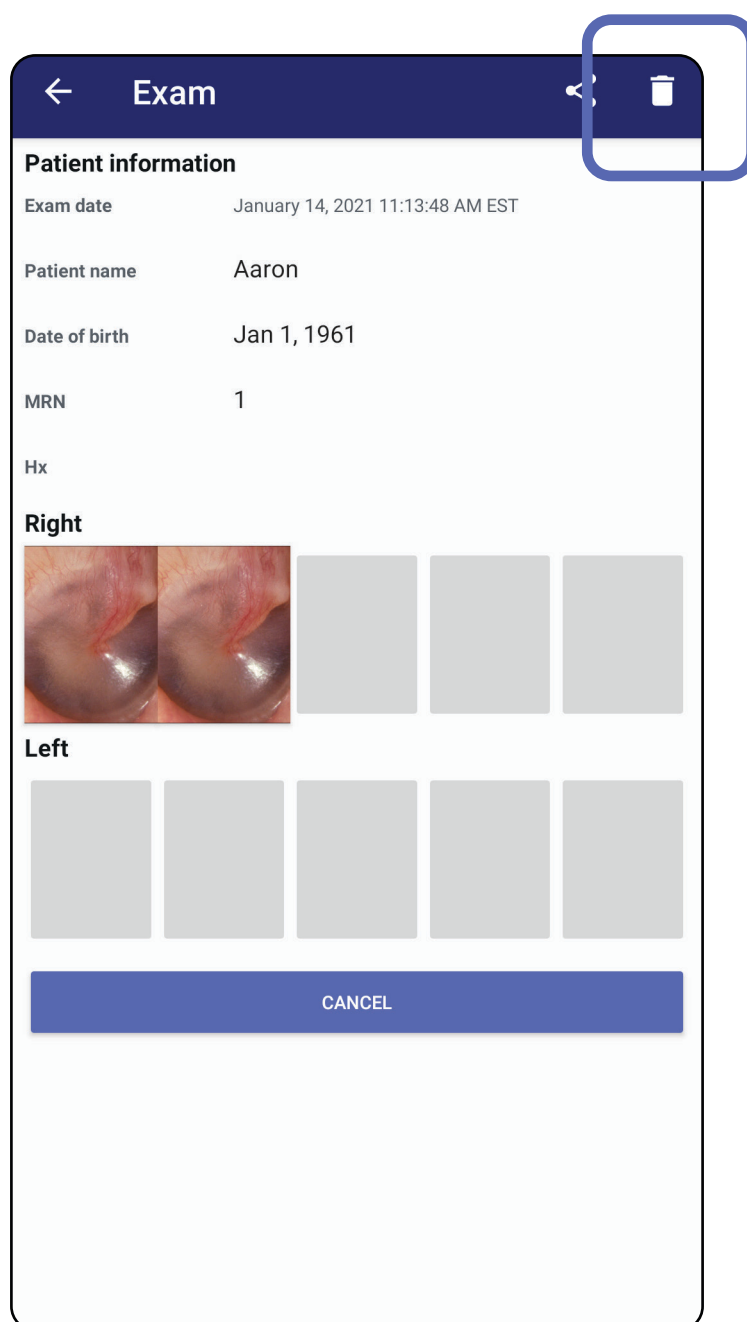 Exam
Patient information
Exam date January 14, 2021 11:13:48 AM EST
Patient name Aaron
Date of birth Jan 1, 1961
MRN 1
Hx
Right
Left
CANCEL